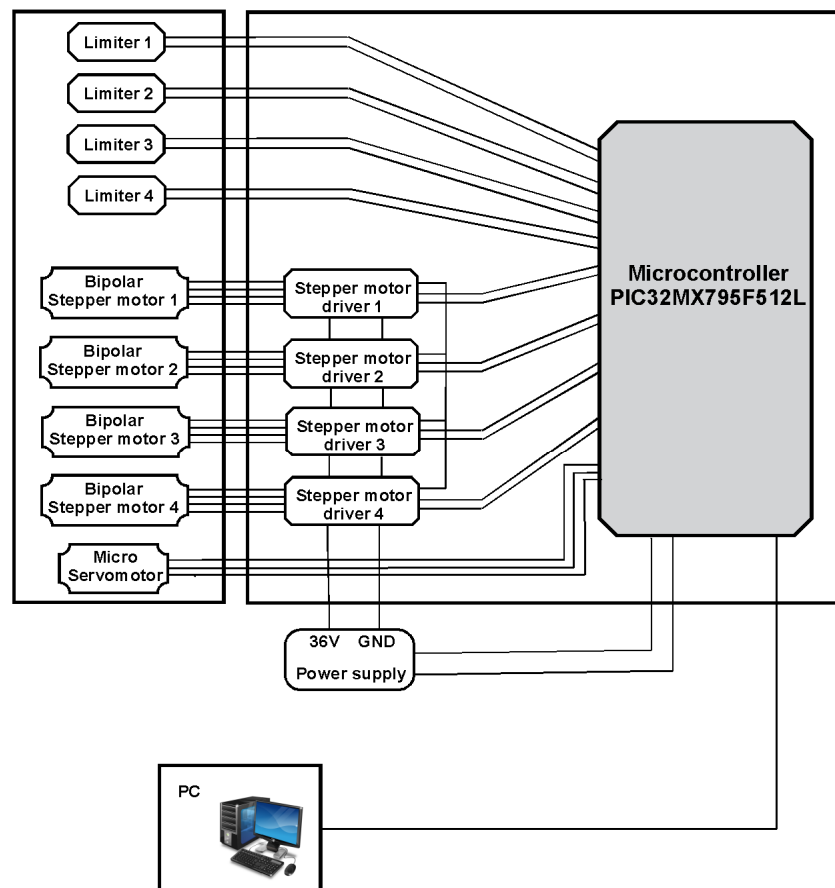 Limiter 1
Limiter 2
Limiter 3
Limiter 4
Bipolar
Stepper motor 1
Bipolar
Stepper motor 2
Bipolar
Stepper motor 3
Bipolar
Stepper motor 4
Micro
Servomotor
Stepper motor
driver 1
Stepper motor
driver 2
Stepper motor
driver 3
Stepper motor
driver 4
Microcontroller
PIC32MX795F512L
36V GND
Power supply
PC